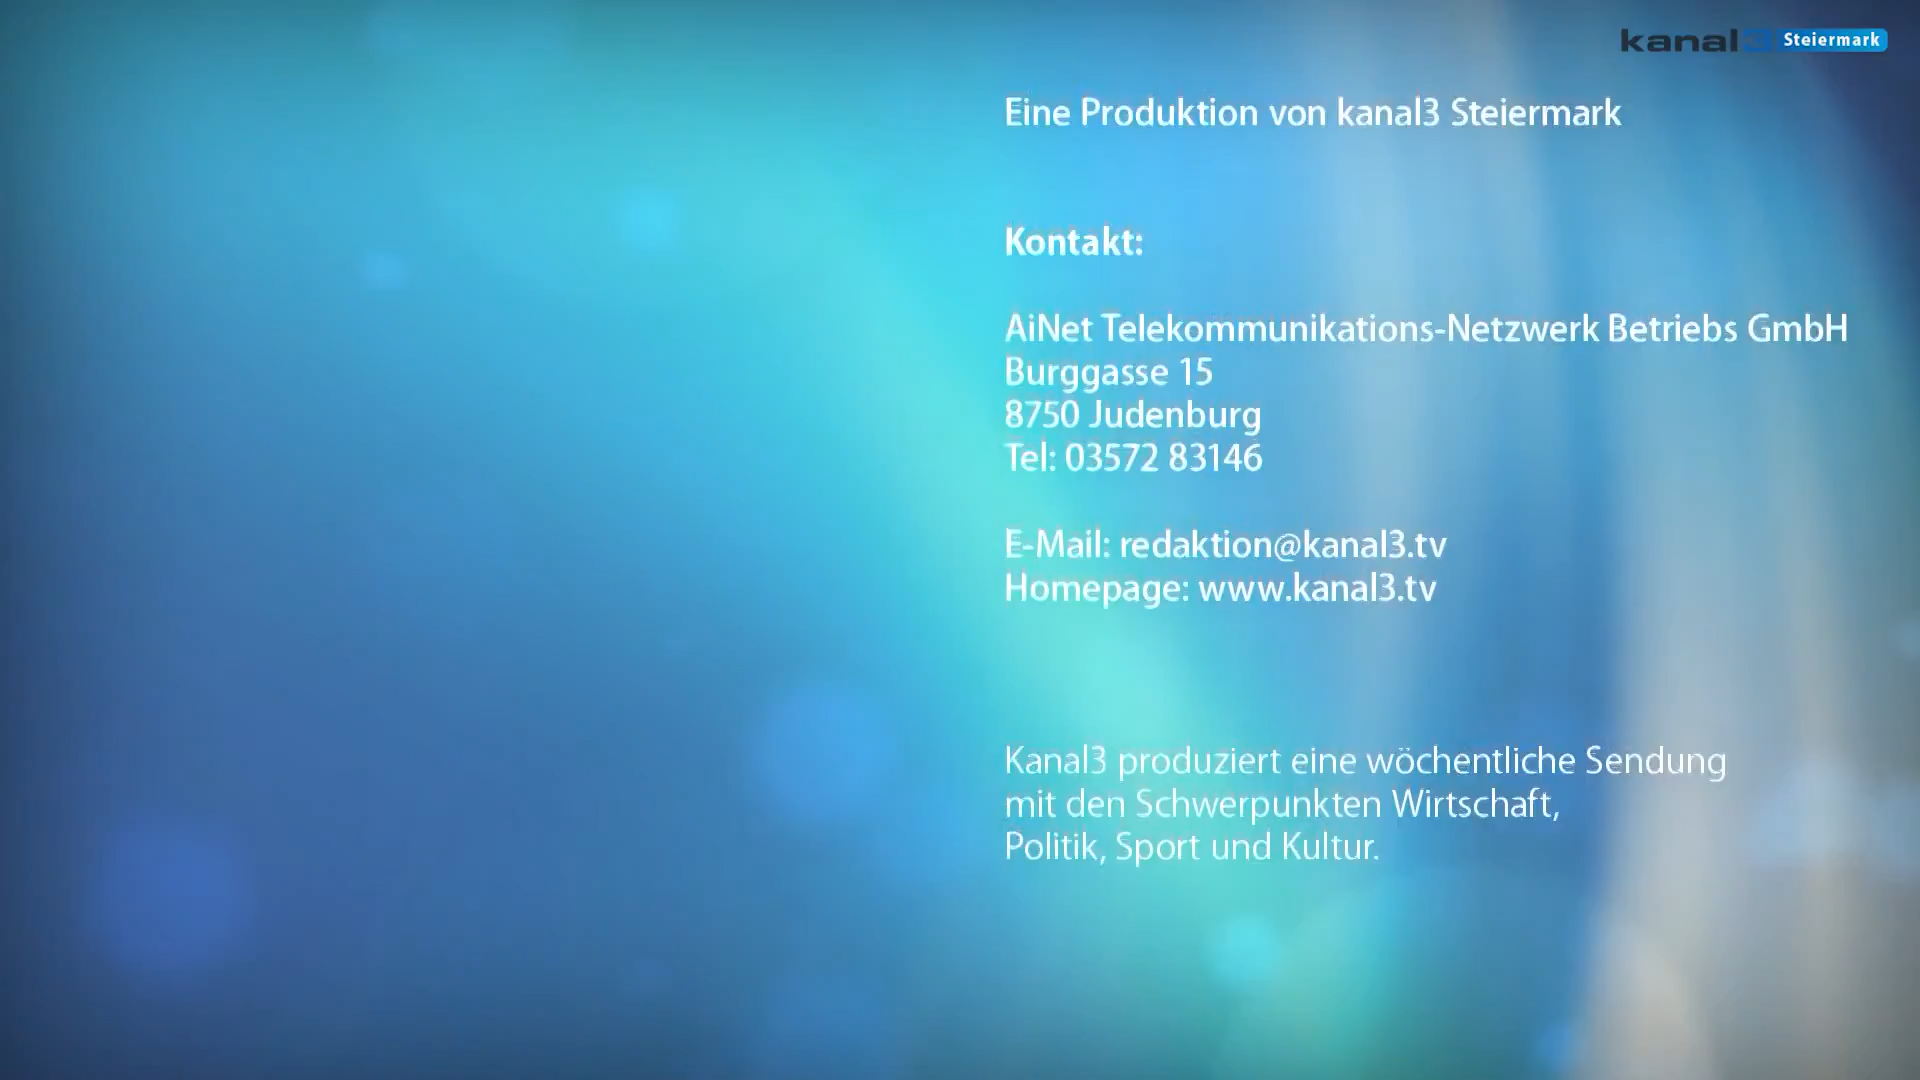 kanal3 Steiermark
Eine Produktion von kanal3 Steiermark
Kontakt:
AiNet Telekommunikations-Netzwerk Betriebs GmbH
Burggasse 15
8750 Judenburg
Tel: 03572 83146
E-Mail: redaktion@kanal3.tv
Homepage: www.kanal3.tv
Kanal3 produziert eine wöchentliche Sendung
mit den Schwerpunkten Wirtschaft,
Politik, Sport und Kultur.